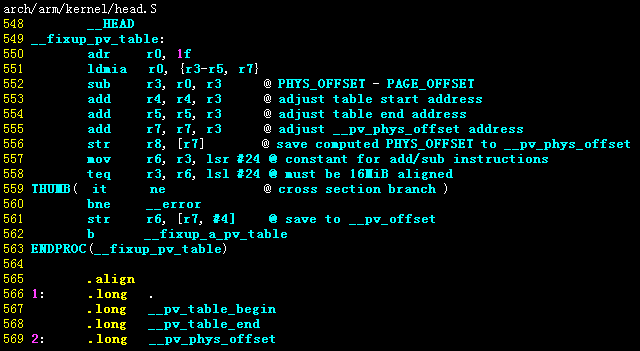 arch/arm/kernel/head.S
548 __HEAD
549 __fixup_pv_table:
550 adr r0, 1f
551 ldmia r0, {r3-r5, r7}
552 sub r3, r0, r3 @ PHYS_OFFSET - PAGE_OFFSET
553 add r4, r4, r3 @ adjust table start address
554 add r5, r5, r3 @ adjust table end address
555 add r7, r7, r3 @ adjust __pv_phys_offset address
556 str r8, [r7] @ save computed PHYS_OFFSET to __pv_phys_offset
557 mov r6, r3, lsr #24 @ constant for add/sub instructions
558 teq r3, r6, lsl #24 @ must be 16MiB aligned
559 THUMB( it ne @ cross section branch )
560 bne __error
561 str r6, [r7, #4] @ save to __pv_offset
562 b __fixup_a_pv_table
563 ENDPROC(__fixup_pv_table)
564
565 .align
566 1: .long .
567 .long __pv_table_begin
568 .long __pv_table_end
569 2: .long __pv_phys_offset